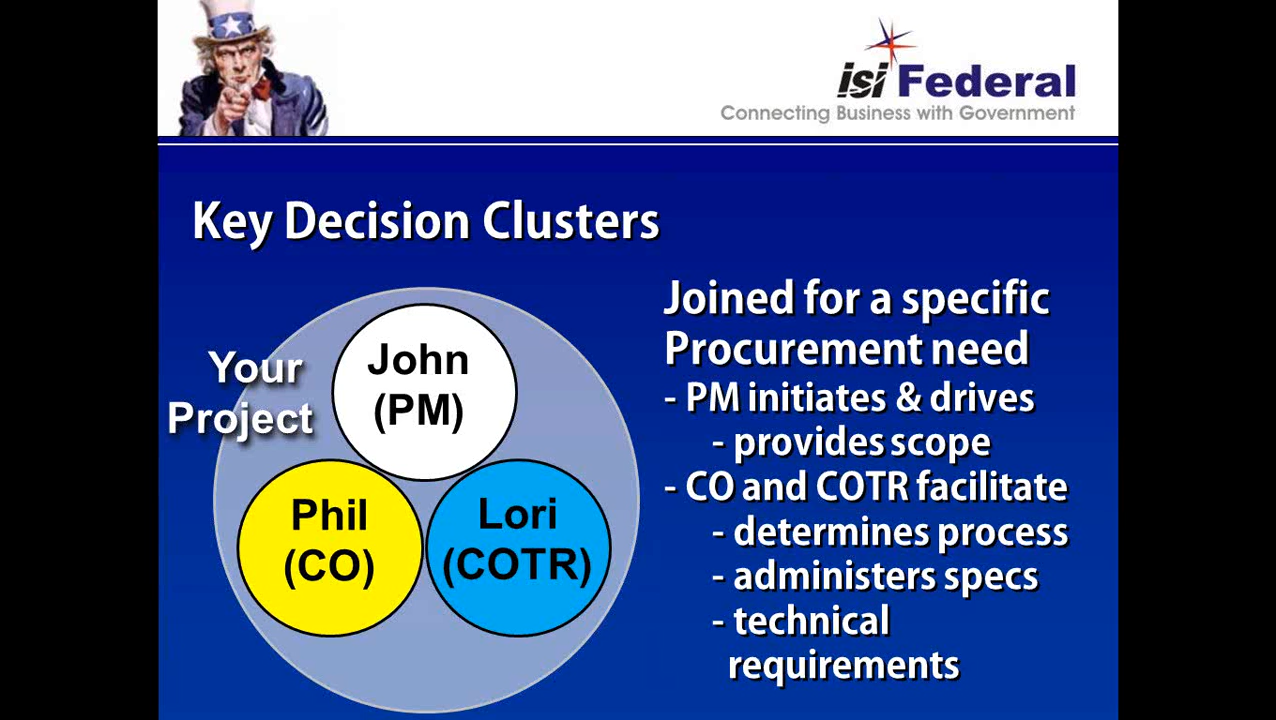 isi Federal
Connecting Business with Government
Key Decision Clusters
Your
Project
John
(PM)
Phil
(CO)
Lori
(COTR)
Joined for a specific
Procurement need
- PM initiates & drives
- provides scope
- CO and COTR facilitate
- determines process
- administers specs
- technical
requirements